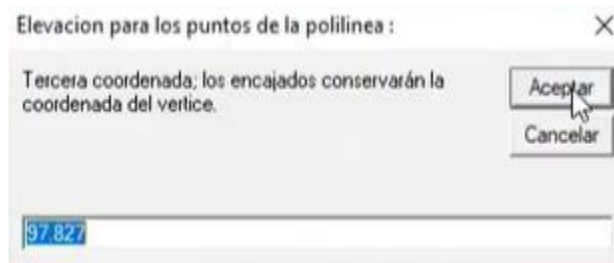 Elevacion para los puntos de la polilinea :
Tercera coordenada; los encajados conservarán la
coordenada del vertice.
Aceptar
Cancelar
97.827